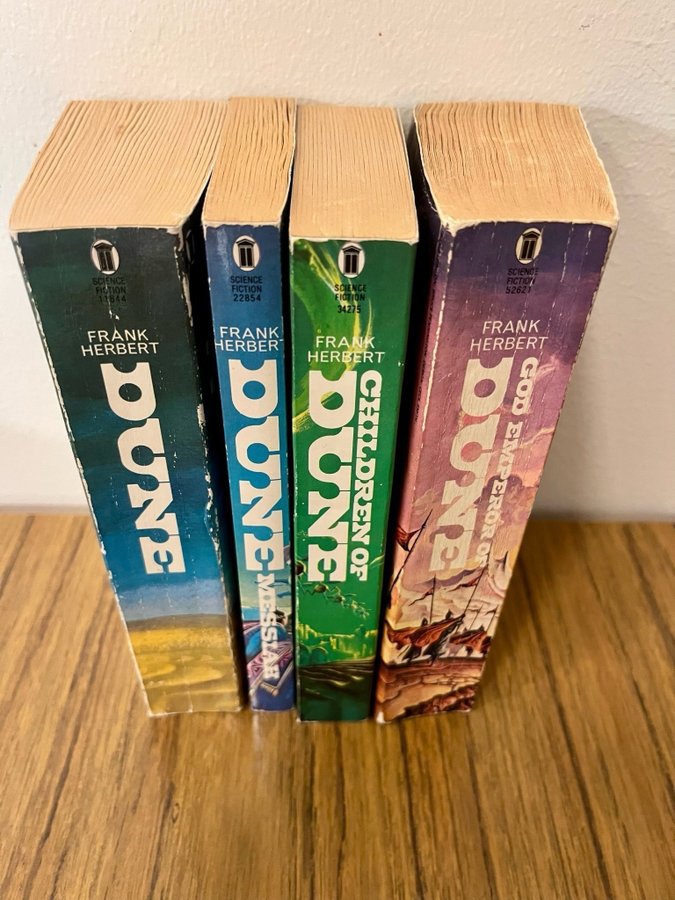 SCIENCE
FICTION
11844
FRANK
HERBERT
DUNE
SCIENCE
FICTION
22854
FRANK
HERBERT
DUNE MESSIAH
SCIENCE
FICTION
34275
FRANK
HERBERT
CHILDREN OF
DUNE
SCIENCE
FICTION
52621
FRANK
HERBERT
GOD EMPEROR OF
DUNE